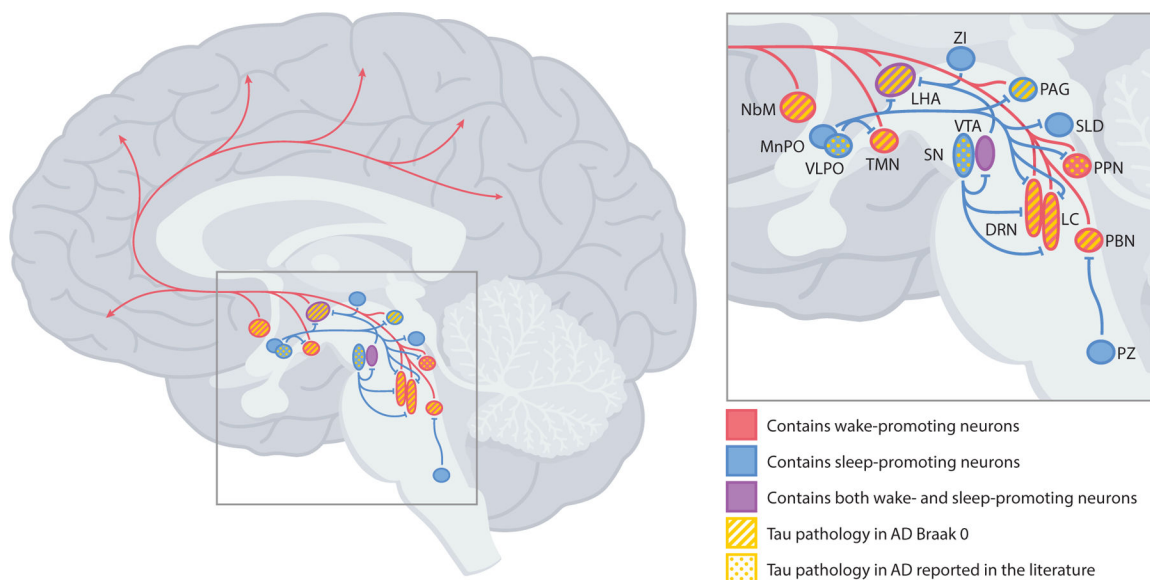 ZI
PAG
NbM
LHA
SLD
VTA
MnPO
SN
PPN
VLPO
TMN
LC
DRN
PBN
PZ
Contains wake-promoting neurons
Contains sleep-promoting neurons
Contains both wake- and sleep-promoting neurons
Tau pathology in AD Braak 0
Tau pathology in AD reported in the literature